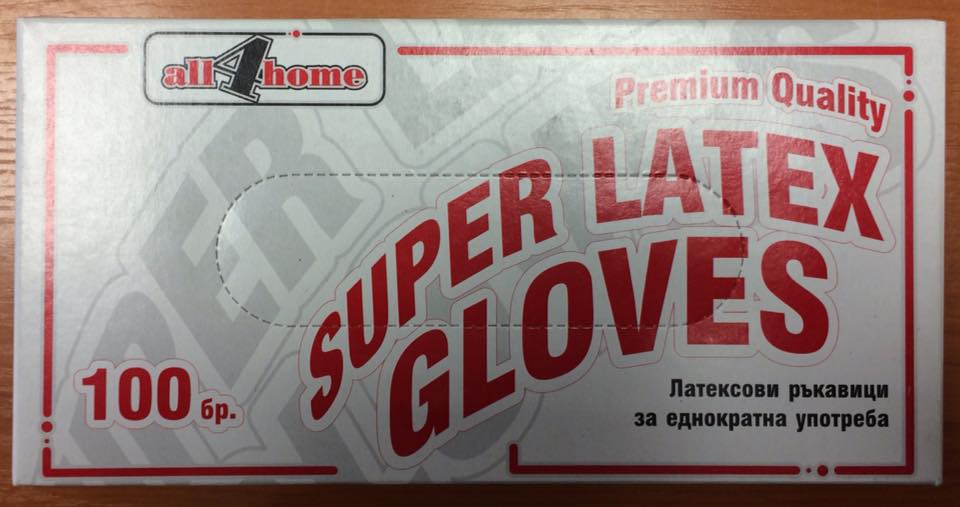 all4home
Premium Quality
SUPER LATEX
GLOVES
100 бр.
Латексови ръкавици
за еднократна употреба